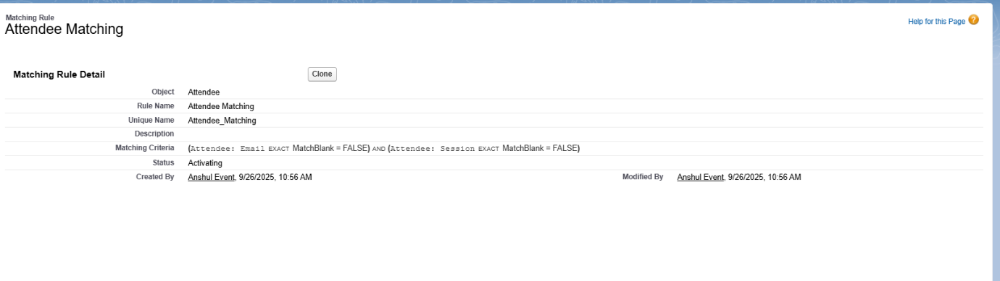 Matching Rule
Attendee Matching
Help for this Page ?
Matching Rule Detail
Clone
Object Attendee
Rule Name Attendee Matching
Unique Name Attendee_Matching
Description
Matching Criteria (Attendee: Email EXACT MatchBlank = FALSE) AND (Attendee: Session EXACT MatchBlank = FALSE)
Status Activating
Created By Anshul Event, 9/26/2025, 10:56 AM Modified By Anshul Event, 9/26/2025, 10:56 AM